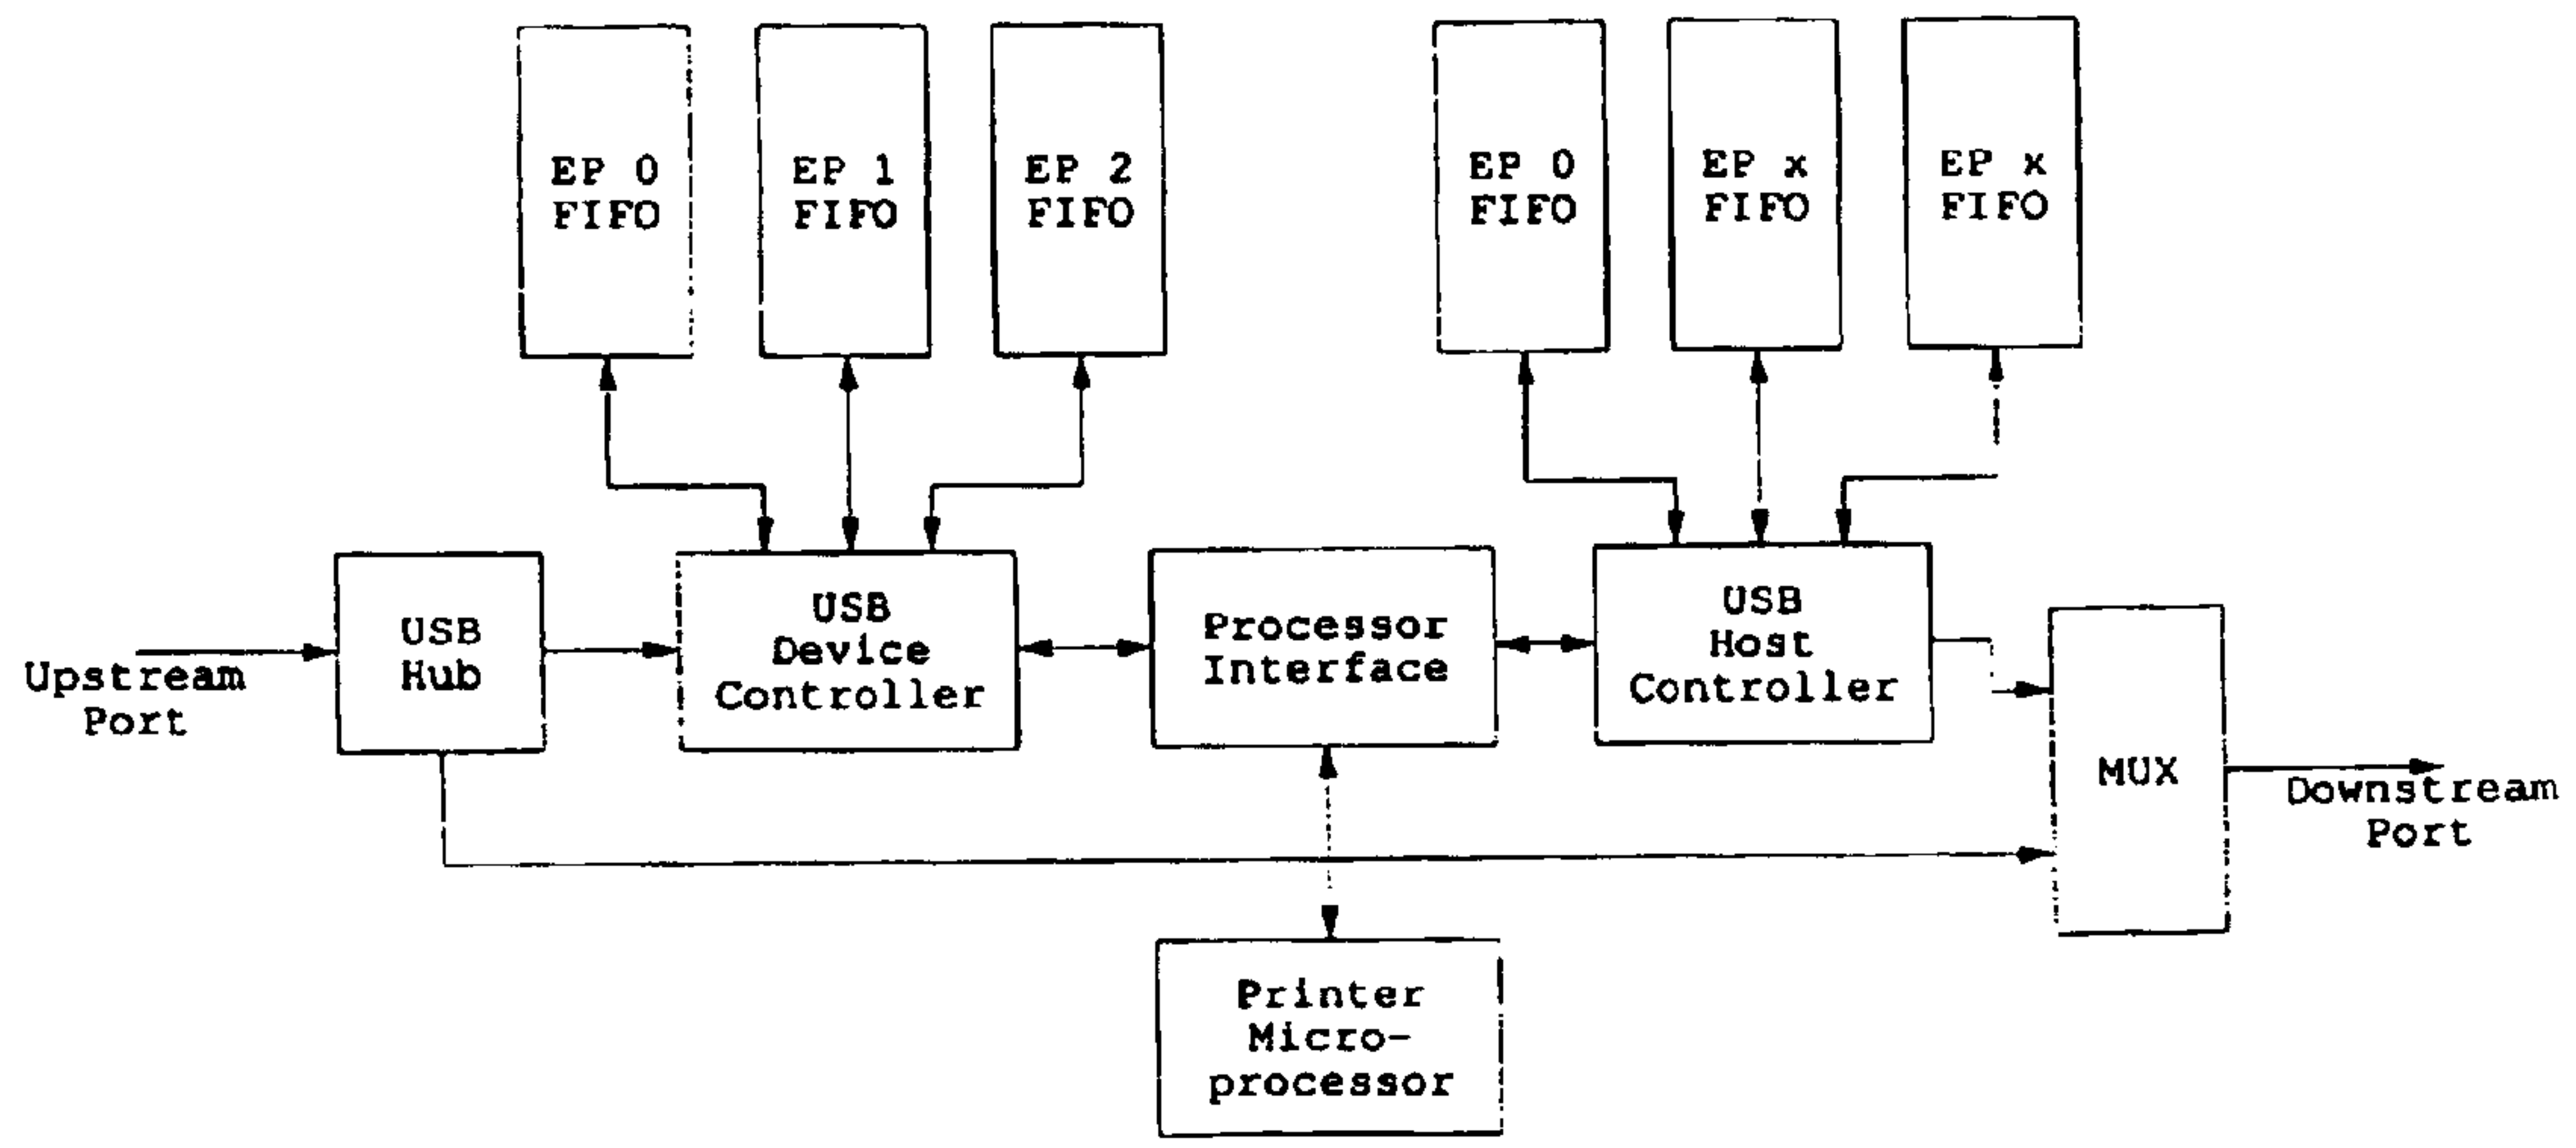 EP 0
FIFO
EP 1
FIFO
EP 2
FIFO
EP 0
FIFO
EP x
FIFO
EP x
FIFO
Upstream
Port
USB
Hub
USB
Device
Controller
Processor
Interface
USB
Host
Controller
MUX
Downstream
Port
Printer
Micro-
processor